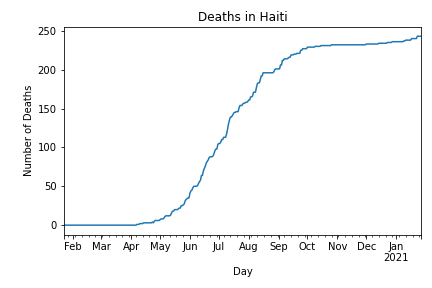 Deaths in Haiti
250
200
150
100
50
0
Number of Deaths
Feb Mar Apr May Jun Jul Aug Sep Oct Nov Dec Jan
2021
Day